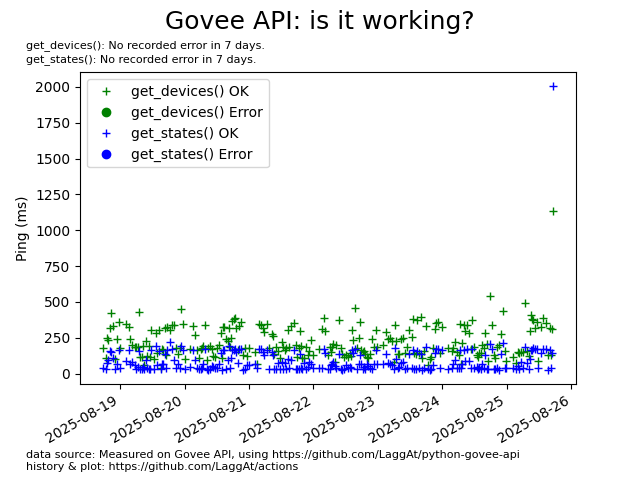 Govee API: is it working?
get_devices(): No recorded error in 7 days.
get_states(): No recorded error in 7 days.
get_devices() OK
get_devices() Error
get_states() OK
get_states() Error
Ping (ms)
2000
1750
1500
1250
1000
750
500
250
0
2025-08-19
2025-08-20
2025-08-21
2025-08-22
2025-08-23
2025-08-24
2025-08-25
2025-08-26
data source: Measured on Govee API, using https://github.com/LaggAt/python-govee-api
history & plot: https://github.com/LaggAt/actions